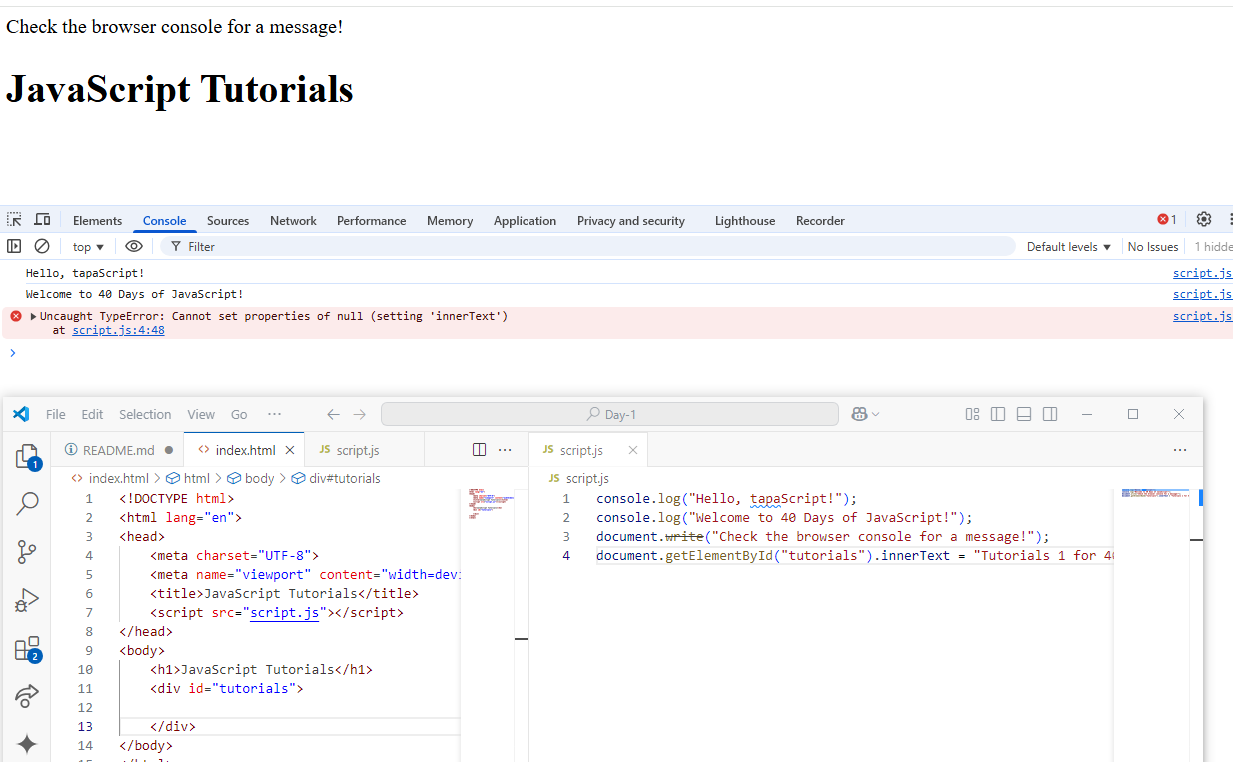 Check the browser console for a message!
JavaScript Tutorials
Elements Console Sources Network Performance Memory Application Privacy and security Lighthouse Recorder 1
top Filter Default levels No Issues 1 hidde
Hello, tapaScript! script.js
Welcome to 40 Days of JavaScript! script.js
Uncaught TypeError: Cannot set properties of null (setting 'innerText') script.js
at script.js:4:48
File Edit Selection View Go ··· Day-1
README.md index.html script.js
index.html > html > body > div#tutorials
1 <!DOCTYPE html>
2 <html lang="en">
3 <head>
4 <meta charset="UTF-8">
5 <meta name="viewport" content="width=devi
6 <title>JavaScript Tutorials</title>
7 <script src="script.js"></script>
8 </head>
9 <body>
10 <h1>JavaScript Tutorials</h1>
11 <div id="tutorials">
12
13 </div>
14 </body>
1
2
script.js
script.js
1 console.log("Hello, tapaScript!");
2 console.log("Welcome to 40 Days of JavaScript!");
3 document.write("Check the browser console for a message!");
4 document.getElementById("tutorials").innerText = "Tutorials 1 for 40